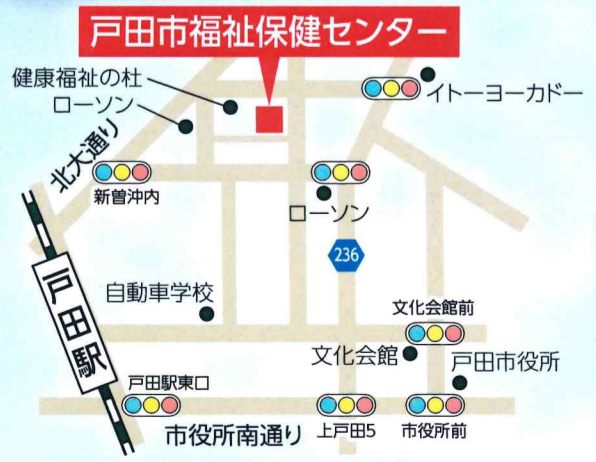 戸田市福祉保健センター
健康福祉の杜
ローソン
イトーヨーカドー
北大通り
新曽沖内
ローソン
236
戸田駅
自動車学校
文化会館前
文化会館
戸田市役所
戸田駅東口
市役所南通り
上戸田5
市役所前